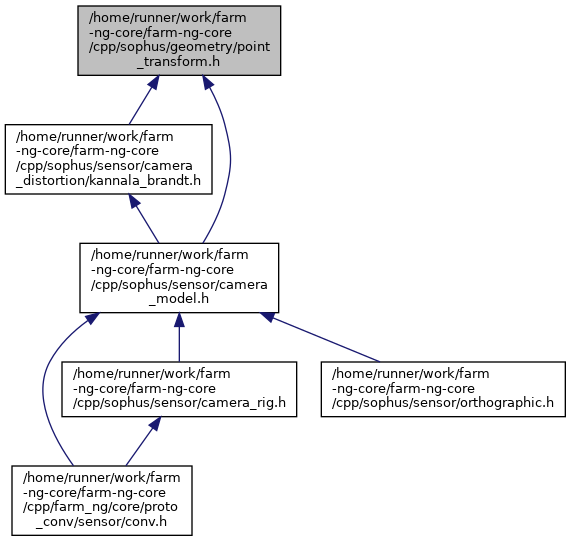 /home/runner/work/farm
-ng-core/farm-ng-core
/cpp/sophus/geometry/point
_transform.h
/home/runner/work/farm
-ng-core/farm-ng-core
/cpp/sophus/sensor/camera
_distortion/kannala_brandt.h
/home/runner/work/farm
-ng-core/farm-ng-core
/cpp/sophus/sensor/camera
_model.h
/home/runner/work/farm
-ng-core/farm-ng-core
/cpp/sophus/sensor/camera_rig.h
/home/runner/work/farm
-ng-core/farm-ng-core
/cpp/sophus/sensor/orthographic.h
/home/runner/work/farm
-ng-core/farm-ng-core
/cpp/farm_ng/core/proto
_conv/sensor/conv.h